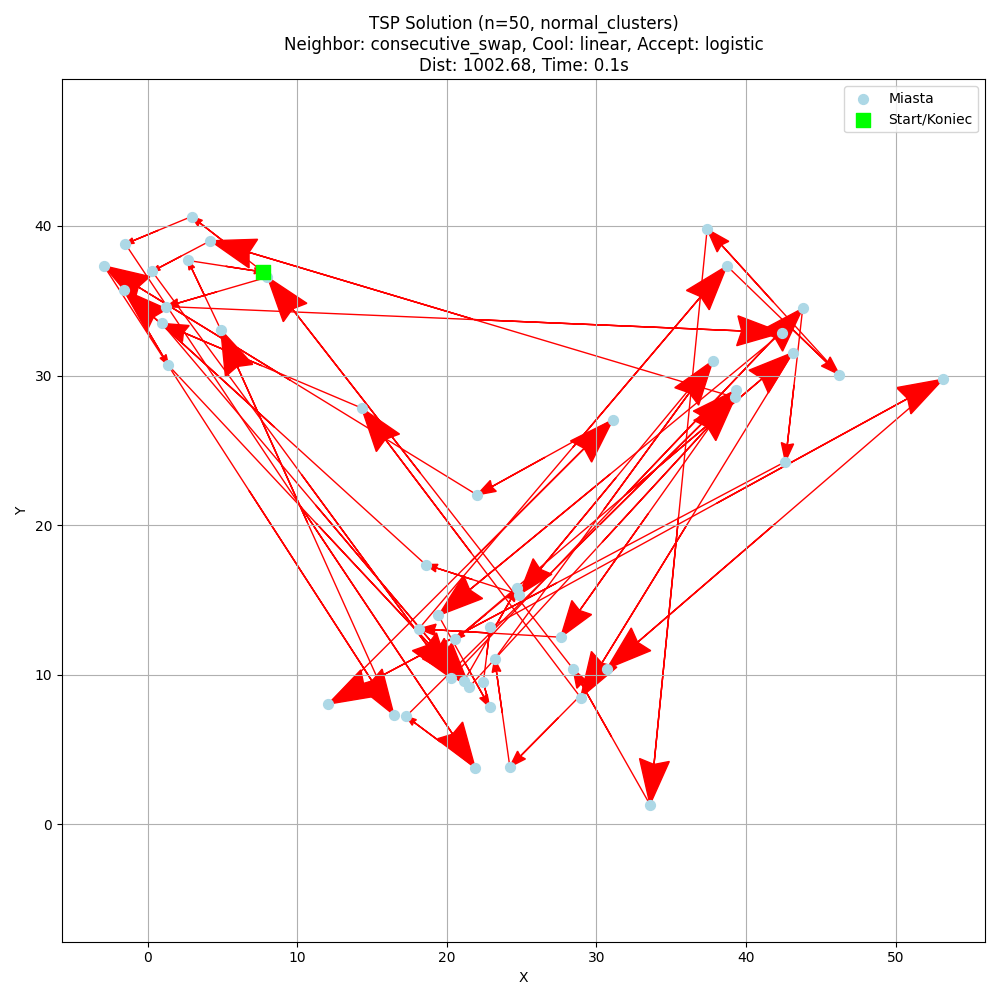 TSP Solution (n=50, normal_clusters)
Neighbor: consecutive_swap, Cool: linear, Accept: logistic
Dist: 1002.68, Time: 0.1s
Miasta
Start/Koniec
40
30
20
10
0
Y
0 10 20 30 40 50
X